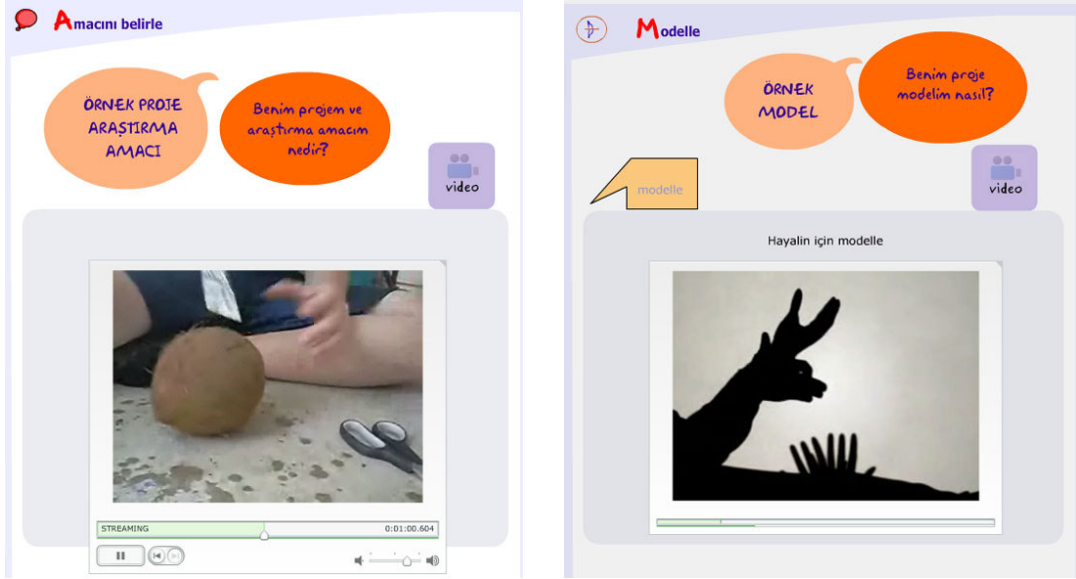 Amacını belirle
ÖRNEK PROJE
ARAŞTIRMA
AMACI
Benim projem ve
araştırma amacım
nedir?
video
STREAMING
0:01:00.604
Modelle
ÖRNEK
MODEL
Benim proje
modelim nasıl?
modelle
video
Hayalin için modelle